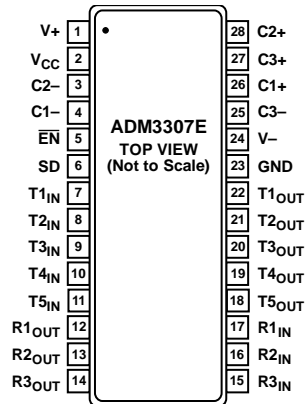 V+ 1 28 C2+
VCC 2 27 C3+
C2– 3 26 C1+
C1– 4 25 C3–
EN 5 24 V–
SD 6 23 GND
T1IN 7 22 T1OUT
T2IN 8 21 T2OUT
T3IN 9 20 T3OUT
T4IN 10 19 T4OUT
T5IN 11 18 T5OUT
R1OUT 12 17 R1IN
R2OUT 13 16 R2IN
R3OUT 14 15 R3IN
ADM3307E
TOP VIEW
(Not to Scale)